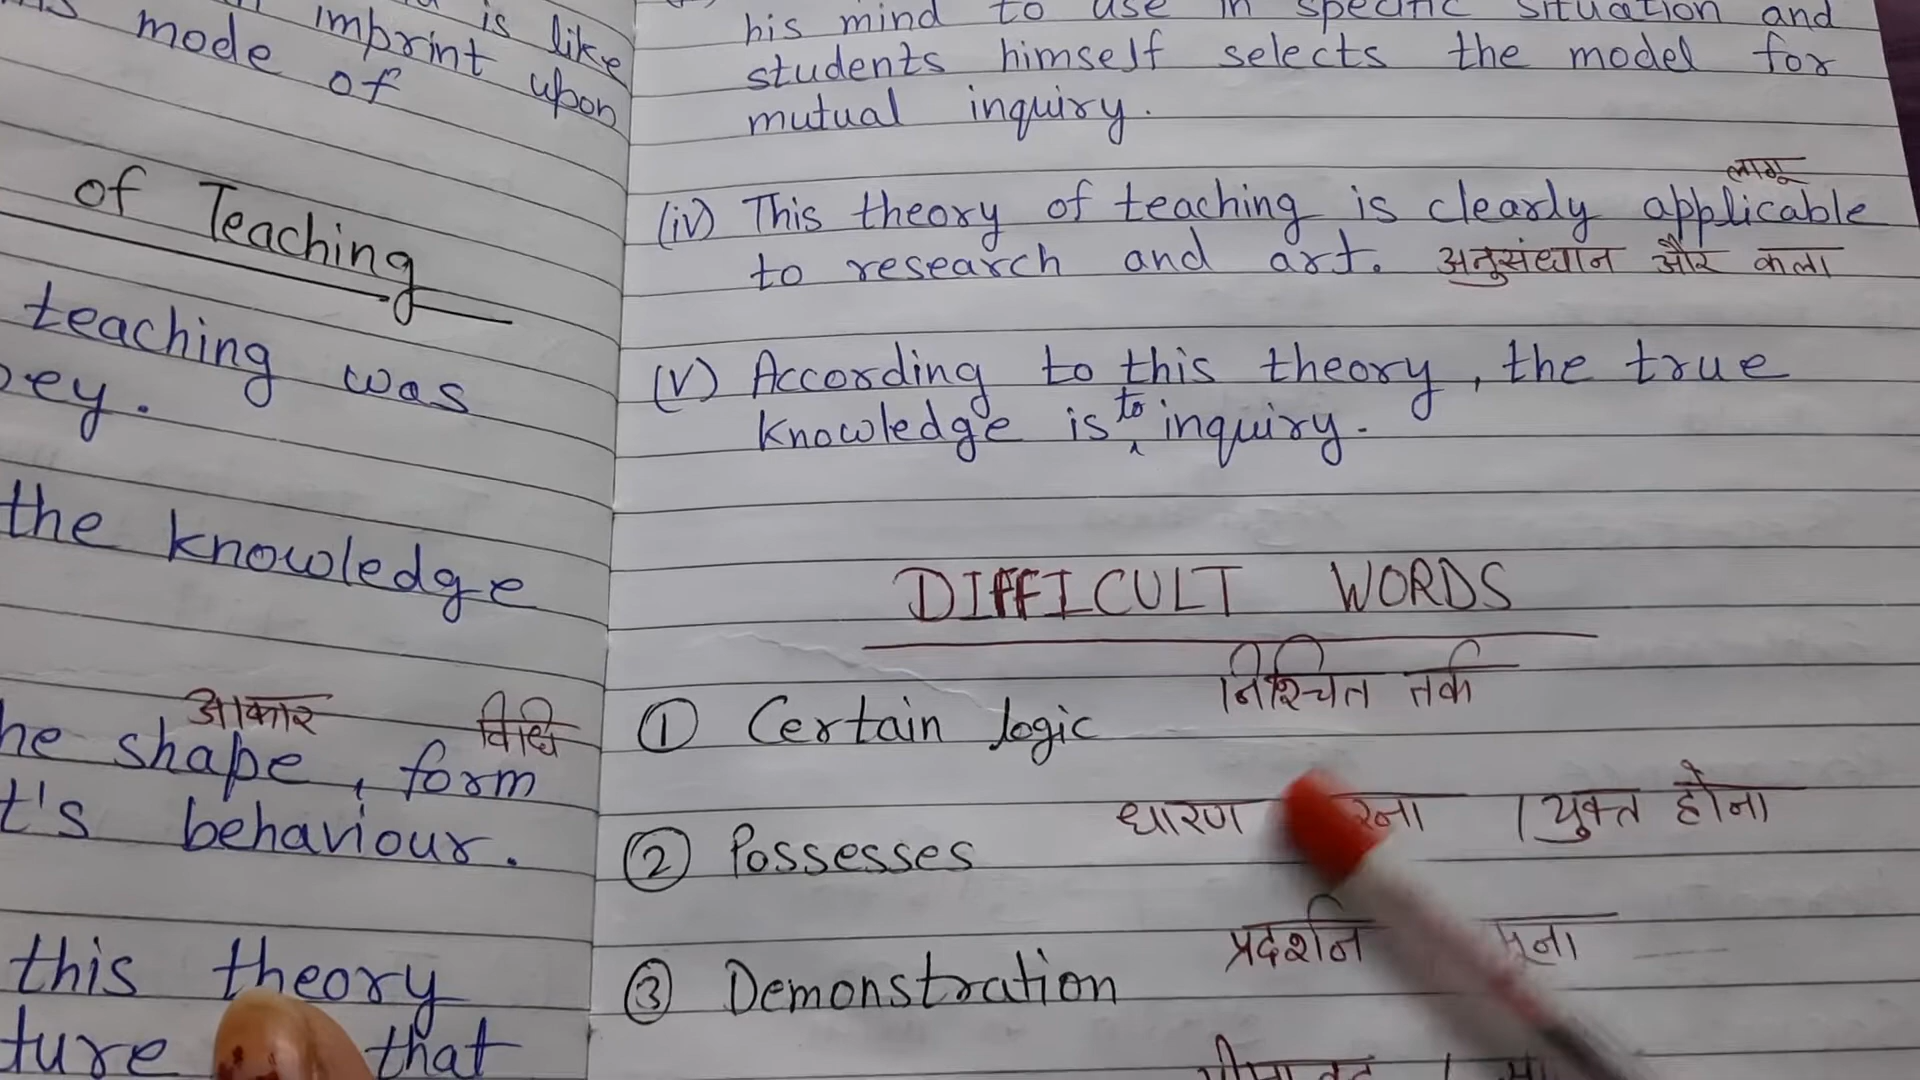 is like
imprint upon
mode of
of Teaching
teaching was
ey.
the knowledge
आकार विधि
he shape, form
t's behaviour.
this theory
ture that
his mind to use in specific situation and
students himself selects the model for
mutual inquiry.
लागू
(iv) This theory of teaching is clearly applicable
to research and art. अनुसंधान और कला
(v) According to this theory, the true
knowledge is to inquiry.
DIFFICULT WORDS
निश्चित तर्क
① Certain logic
धारण रना / युक्त होना
② Possesses
प्रदर्शन
③ Demonstration